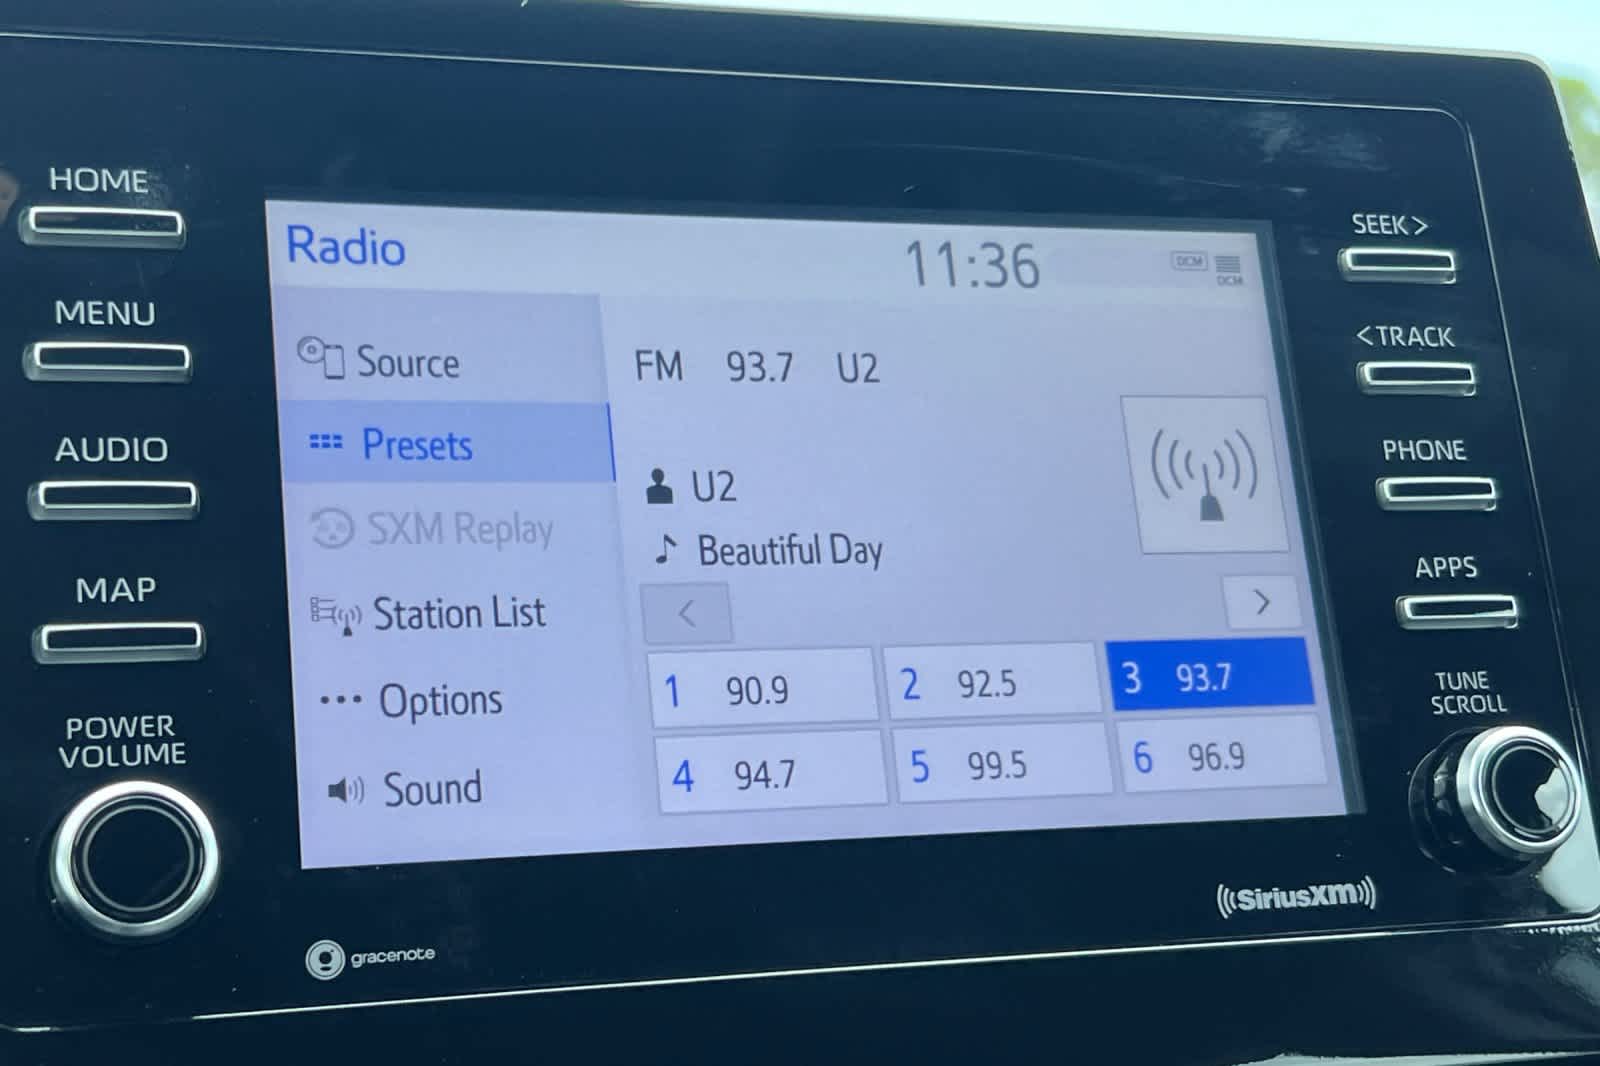 HOME
MENU
AUDIO
MAP
POWER
VOLUME
Radio
11:36
DCM
DCM
Source
Presets
SXM Replay
Station List
Options
Sound
FM 93.7 U2
U2
Beautiful Day
<
>
1 90.9
2 92.5
3 93.7
4 94.7
5 99.5
6 96.9
SEEK>
<TRACK
PHONE
APPS
TUNE
SCROLL
gracenote
SiriusXM